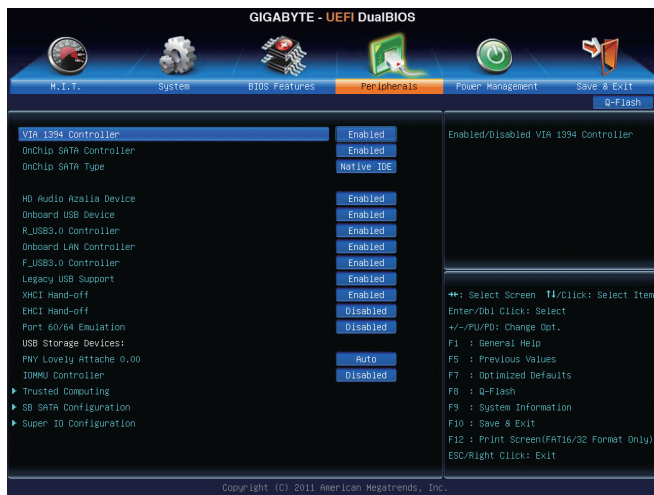 GIGABYTE - UEFI DualBIOS
M.I.T. System BIOS Features Peripherals Power Management Save & Exit
Q-Flash
VIA 1394 Controller Enabled
OnChip SATA Controller Enabled
OnChip SATA Type Native IDE
HD Audio Azalia Device Enabled
Onboard USB Device Enabled
R_USB3.0 Controller Enabled
Onboard LAN Controller Enabled
F_USB3.0 Controller Enabled
Legacy USB Support Enabled
XHCI Hand-off Enabled
EHCI Hand-off Disabled
Port 60/64 Emulation Disabled
USB Storage Devices:
PNY Lovely Attache 0.00 Auto
IOMMU Controller Disabled
Trusted Computing
SB SATA Configuration
Super IO Configuration
Enabled/Disabled VIA 1394 Controller
→←: Select Screen ↑↓/Click: Select Item
Enter/Dbl Click: Select
+/-/PU/PD: Change Opt.
F1 : General Help
F5 : Previous Values
F7 : Optimized Defaults
F8 : Q-Flash
F9 : System Information
F10 : Save & Exit
F12 : Print Screen(FAT16/32 Format Only)
ESC/Right Click: Exit
Copyright (C) 2011 American Megatrends, Inc.